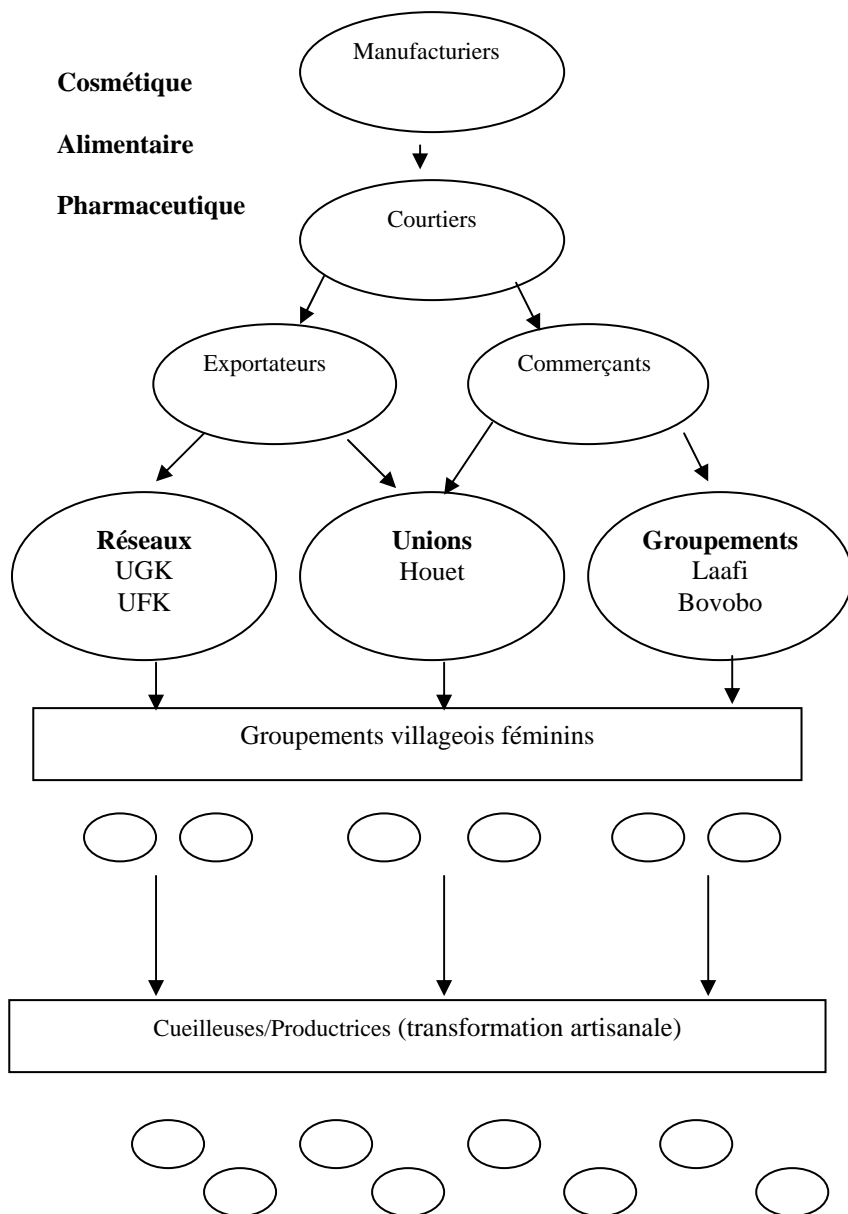 Manufacturiers
Cosmétique
Alimentaire
Pharmaceutique
Courtiers
Exportateurs
Commerçants
Réseaux
UGK
UFK
Unions
Houet
Groupements
Laafi
Bovobo
Groupements villageois féminins
Cueilleuses/Productrices (transformation artisanale)